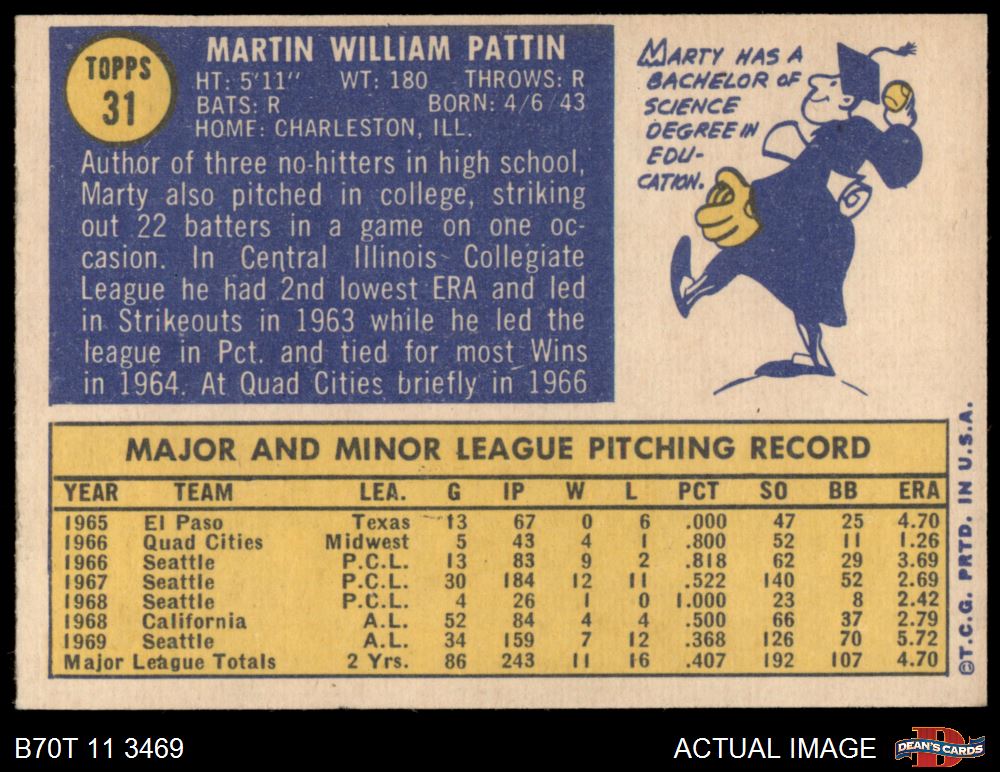 TOPPS
31
MARTIN WILLIAM PATTIN
HT: 5'11" WT: 180 THROWS: R
BATS: R BORN: 4/6/43
HOME: CHARLESTON, ILL.
Author of three no-hitters in high school,
Marty also pitched in college, striking
out 22 batters in a game on one oc-
casion. In Central Illinois Collegiate
League he had 2nd lowest ERA and led
in Strikeouts in 1963 while he led the
league in Pct. and tied for most Wins
in 1964. At Quad Cities briefly in 1966
MARTY HAS A
BACHELOR OF
SCIENCE
DEGREE IN
EDU-
CATION.
MAJOR AND MINOR LEAGUE PITCHING RECORD
YEAR TEAM LEA. G IP W L PCT SO BB ERA
1965 El Paso Texas 13 67 0 6 .000 47 25 4.70
1966 Quad Cities Midwest 5 43 4 1 .800 52 11 1.26
1966 Seattle P.C.L. 13 83 9 2 .818 62 29 3.69
1967 Seattle P.C.L. 30 184 12 11 .522 140 52 2.69
1968 Seattle P.C.L. 4 26 1 0 1.000 23 8 2.42
1968 California A.L. 52 84 4 4 .500 66 37 2.79
1969 Seattle A.L. 34 159 7 12 .368 126 70 5.72
Major League Totals 2 Yrs. 86 243 11 16 .407 192 107 4.70
©T.C.G. PRTD. IN U.S.A.
B70T 11 3469
ACTUAL IMAGE
D
DEAN'S CARDS